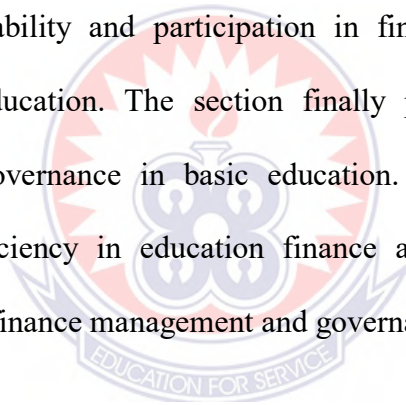 ability and participation in fin
ducation. The section finally p
overnance in basic education.
ciency in education finance a
finance management and governa
EDUCATION FOR SERVICE